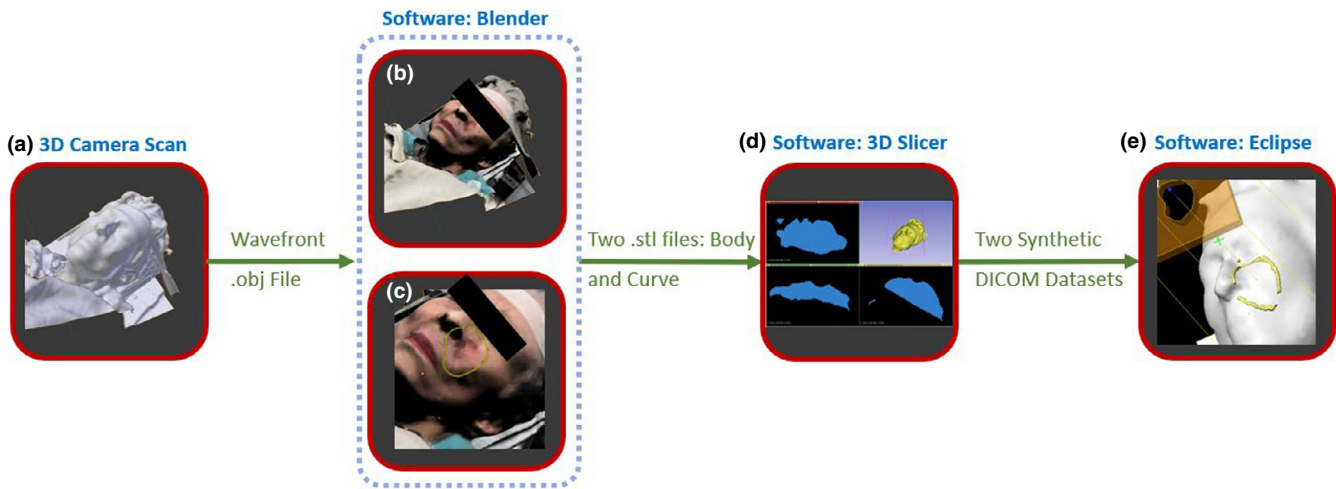 Software: Blender
(a) 3D Camera Scan
(b)
(c)
Wavefront
.obj File
Two .stl files: Body
and Curve
(d) Software: 3D Slicer
Two Synthetic
DICOM Datasets
(e) Software: Eclipse